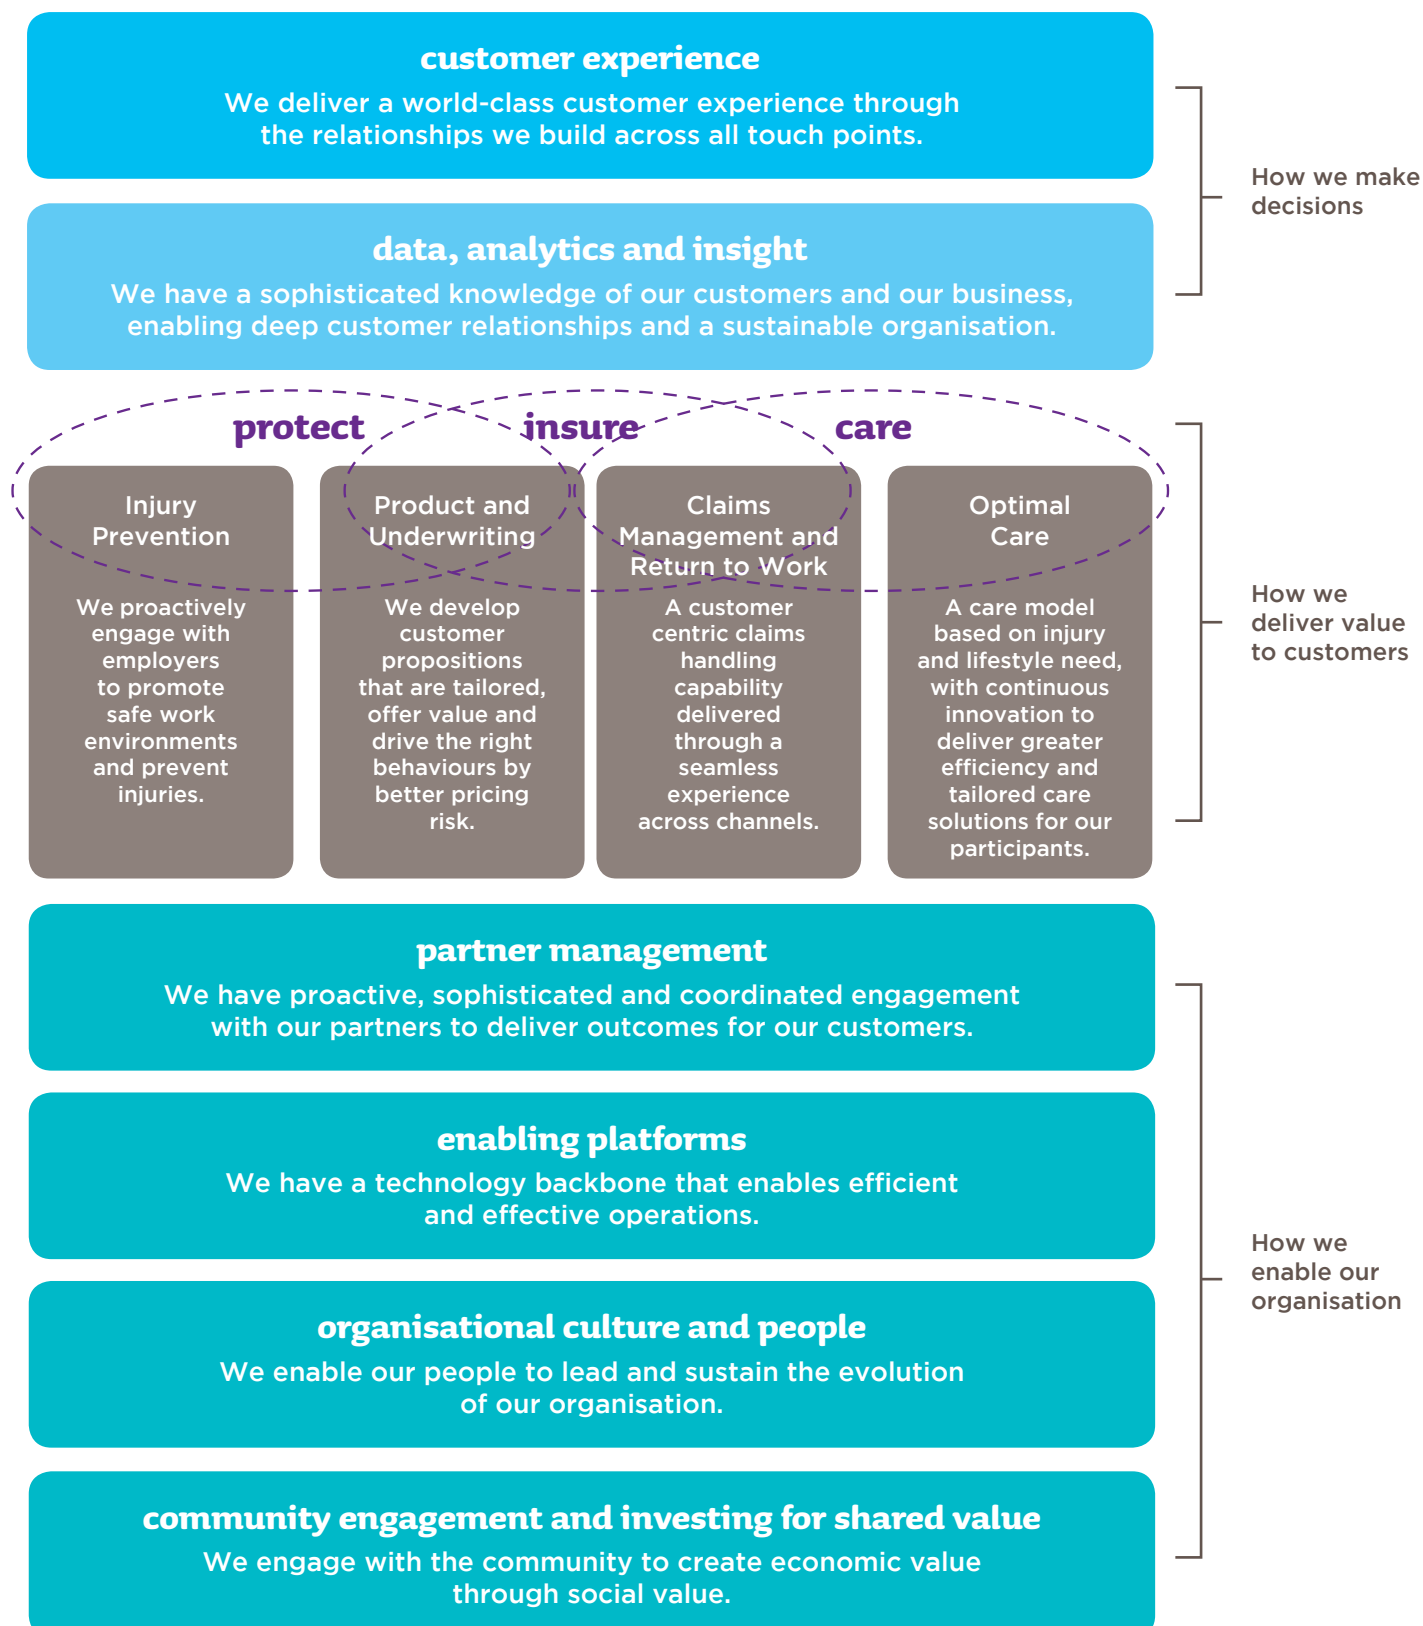 customer experience
We deliver a world-class customer experience through
the relationships we build across all touch points.
How we make
decisions
data, analytics and insight
We have a sophisticated knowledge of our customers and our business,
enabling deep customer relationships and a sustainable organisation.
protect
insure
care
Injury
Prevention
We proactively
engage with
employers
to promote
safe work
environments
and prevent
injuries.
Product and
Underwriting
We develop
customer
propositions
that are tailored,
offer value and
drive the right
behaviours by
better pricing
risk.
Claims
Management and
Return to Work
A customer
centric claims
handling
capability
delivered
through a
seamless
experience
across channels.
Optimal
Care
A care model
based on injury
and lifestyle need,
with continuous
innovation to
deliver greater
efficiency and
tailored care
solutions for our
participants.
How we
deliver value
to customers
partner management
We have proactive, sophisticated and coordinated engagement
with our partners to deliver outcomes for our customers.
enabling platforms
We have a technology backbone that enables efficient
and effective operations.
How we
enable our
organisation
organisational culture and people
We enable our people to lead and sustain the evolution
of our organisation.
community engagement and investing for shared value
We engage with the community to create economic value
through social value.